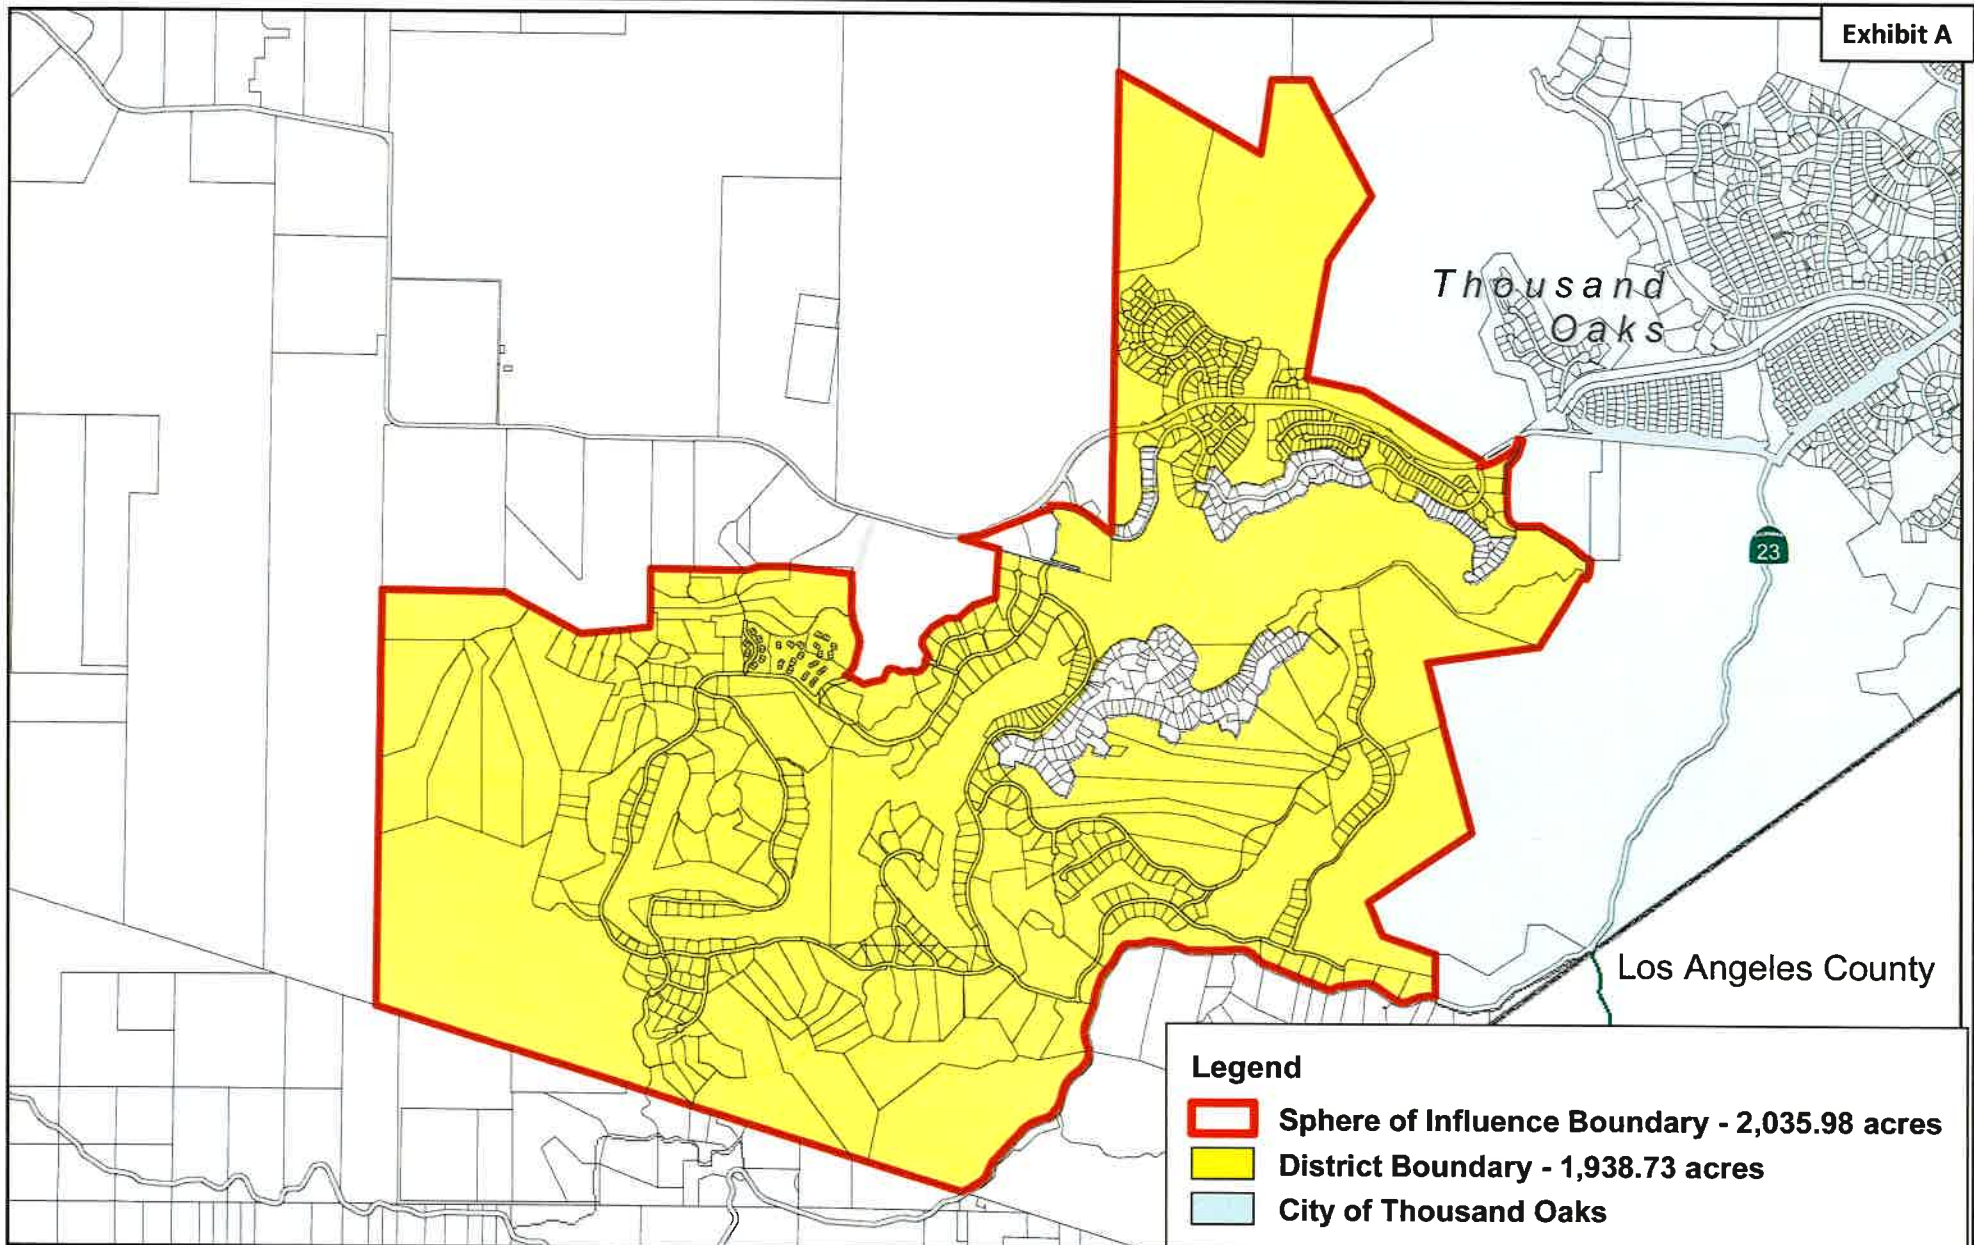 Exhibit A
Thousand
Oaks
23
Los Angeles County
Legend
Sphere of Influence Boundary - 2,035.98 acres
District Boundary - 1,938.73 acres
City of Thousand Oaks